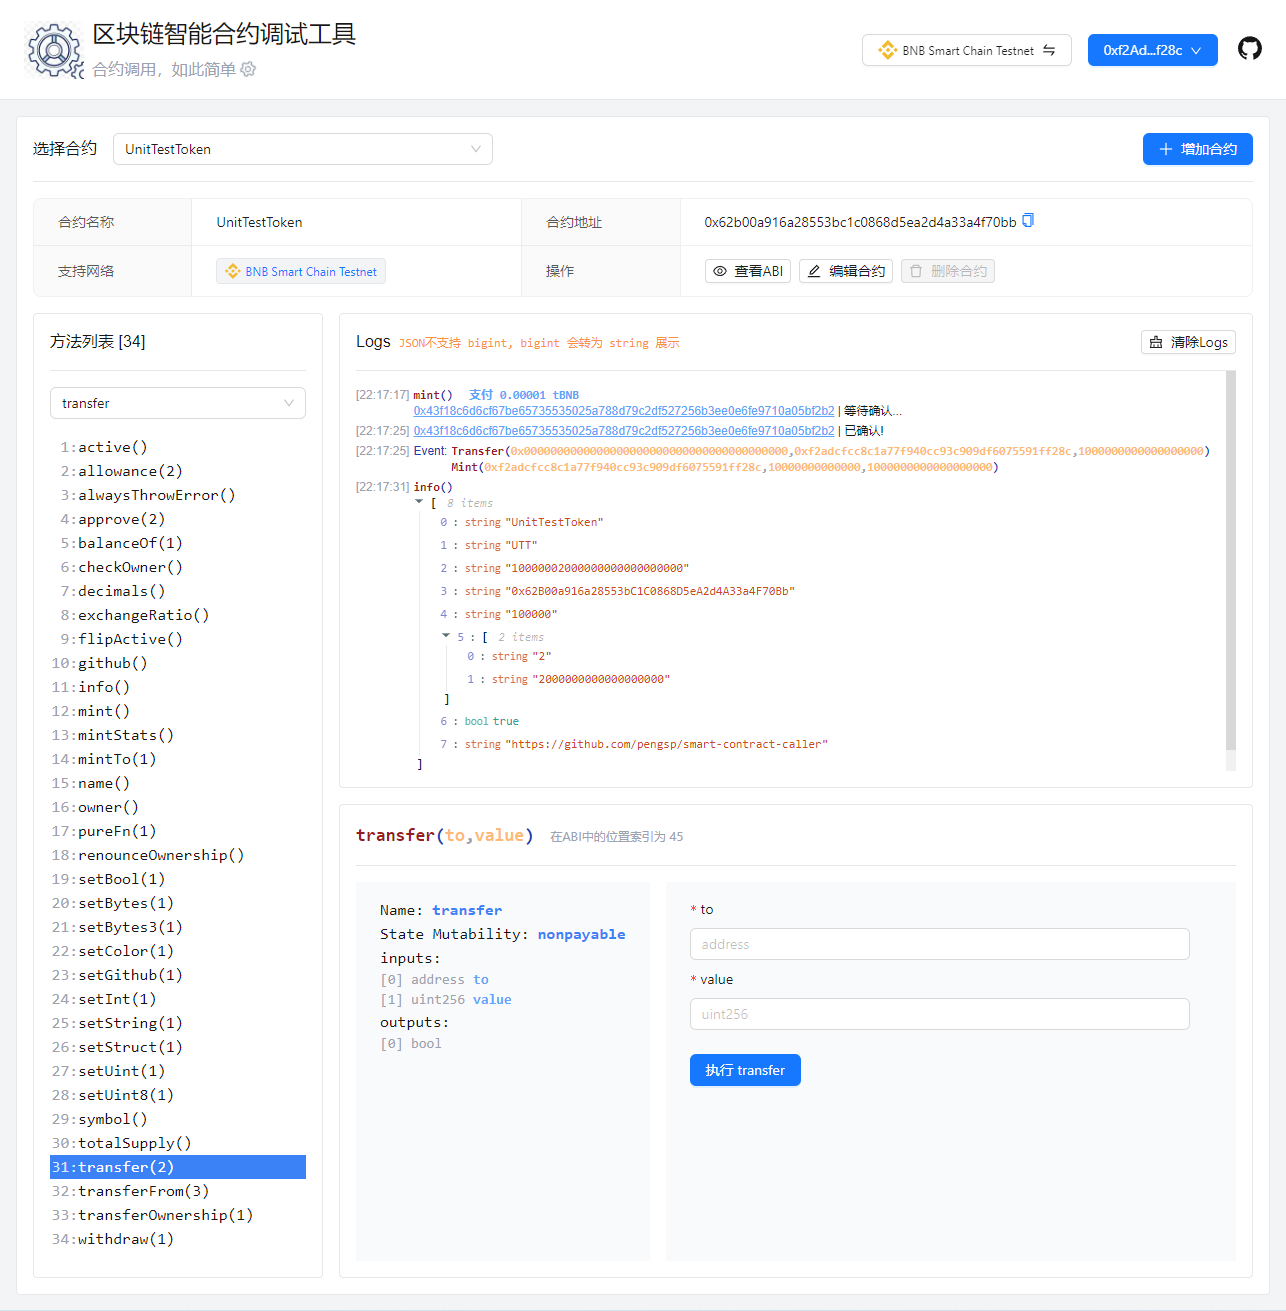 区块链智能合约调试工具
合约调用，如此简单
BNB Smart Chain Testnet
0xf2Ad...f28c
选择合约 UnitTestToken
增加合约
合约名称 UnitTestToken 合约地址 0x62b00a916a28553bc1c0868d5ea2d4a33a4f70bb
支持网络 BNB Smart Chain Testnet 操作 查看ABI 编辑合约 删除合约
方法列表 [34]
transfer
1:active()
2:allowance(2)
3:alwaysThrowError()
4:approve(2)
5:balanceOf(1)
6:checkOwner()
7:decimals()
8:exchangeRatio()
9:flipActive()
10:github()
11:info()
12:mint()
13:mintStats()
14:mintTo(1)
15:name()
16:owner()
17:pureFn(1)
18:renounceOwnership()
19:setBool(1)
20:setBytes(1)
21:setBytes3(1)
22:setColor(1)
23:setGithub(1)
24:setInt(1)
25:setString(1)
26:setStruct(1)
27:setUint(1)
28:setUint8(1)
29:symbol()
30:totalSupply()
31:transfer(2)
32:transferFrom(3)
33:transferOwnership(1)
34:withdraw(1)
Logs JSON不支持 bigint, bigint 会转为 string 展示
清除Logs
[22:17:17] mint() 支付 0.00001 tBNB
0x43f18c6d6cf67be65735535025a788d79c2df527256b3ee0e6fe9710a05bf2b2 | 等待确认...
[22:17:25] 0x43f18c6d6cf67be65735535025a788d79c2df527256b3ee0e6fe9710a05bf2b2 | 已确认!
[22:17:25] Event: Transfer(0x0000000000000000000000000000000000000000,0xf2adcfcc8c1a77f940cc93c909df6075591ff28c,1000000000000000000)
Mint(0xf2adcfcc8c1a77f940cc93c909df6075591ff28c,10000000000000,1000000000000000000)
[22:17:31] info()
[ 8 items
0 : string "UnitTestToken"
1 : string "UTT"
2 : string "10000002000000000000000000"
3 : string "0x62B00a916a28553bC1C0868D5eA2d4A33a4F70Bb"
4 : string "100000"
5 : [ 2 items
0 : string "2"
1 : string "2000000000000000000"
]
6 : bool true
7 : string "https://github.com/pengsp/smart-contract-caller"
]
transfer(to,value) 在ABI中的位置索引为 45
Name: transfer
State Mutability: nonpayable
inputs:
[0] address to
[1] uint256 value
outputs:
[0] bool
* to
address
* value
uint256
执行 transfer